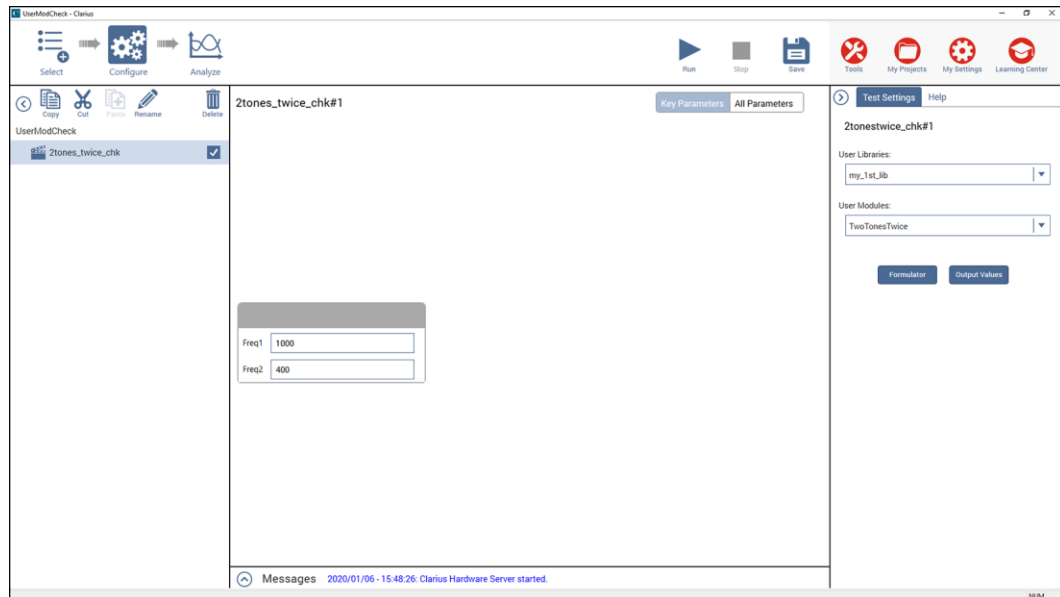 UserModCheck - Clarius
Select
Configure
Analyze
Run
Stop
Save
Tools
My Projects
My Settings
Learning Center
Copy
Cut
Paste
Rename
Delete
UserModCheck
2tones_twice_chk
2tones_twice_chk#1
Key Parameters
All Parameters
Freq1
1000
Freq2
400
Test Settings
Help
2tonestwice_chk#1
User Libraries:
my_1st_lib
User Modules:
TwoTonesTwice
Formulator
Output Values
Messages 2020/01/06 - 15:48:26: Clarius Hardware Server started.
NUM